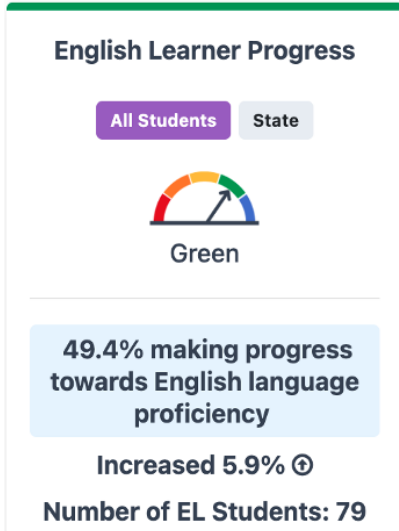 English Learner Progress
All Students State
Green
49.4% making progress
towards English language
proficiency
Increased 5.9%
Number of EL Students: 79